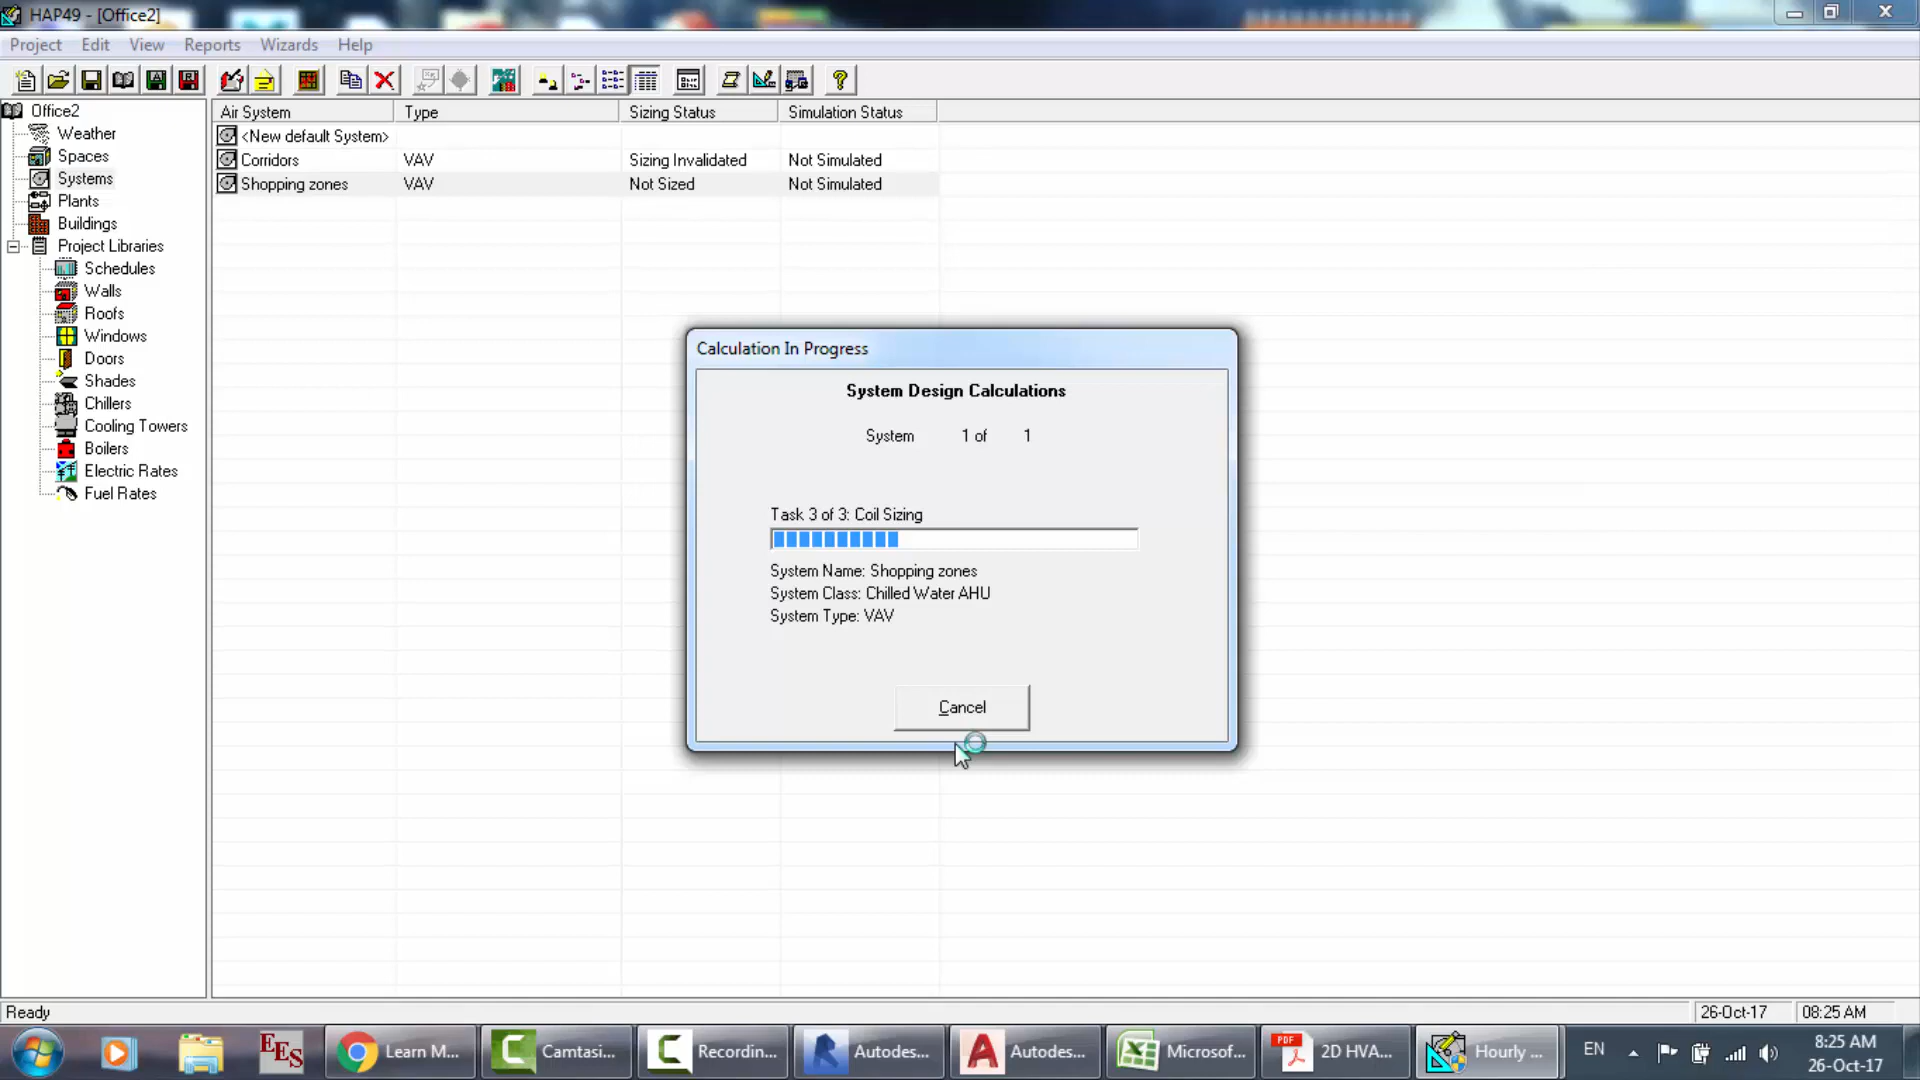 HAP49 - [Office2]
Project Edit View Reports Wizards Help
Office2
Weather
Spaces
Systems
Plants
Buildings
Project Libraries
Schedules
Walls
Roofs
Windows
Doors
Shades
Chillers
Cooling Towers
Boilers
Electric Rates
Fuel Rates
Air System Type Sizing Status Simulation Status
<New default System>
Corridors VAV Sizing Invalidated Not Simulated
Shopping zones VAV Not Sized Not Simulated
Calculation In Progress
System Design Calculations
System 1 of 1
Task 3 of 3: Coil Sizing
System Name: Shopping zones
System Class: Chilled Water AHU
System Type: VAV
Cancel
Ready 26-Oct-17 08:25 AM
EES Learn M... Camtasi... Recordin... Autodes... Autodes... Microsof... PDF 2D HVA... Hourly ... EN 8:25 AM
26-Oct-17